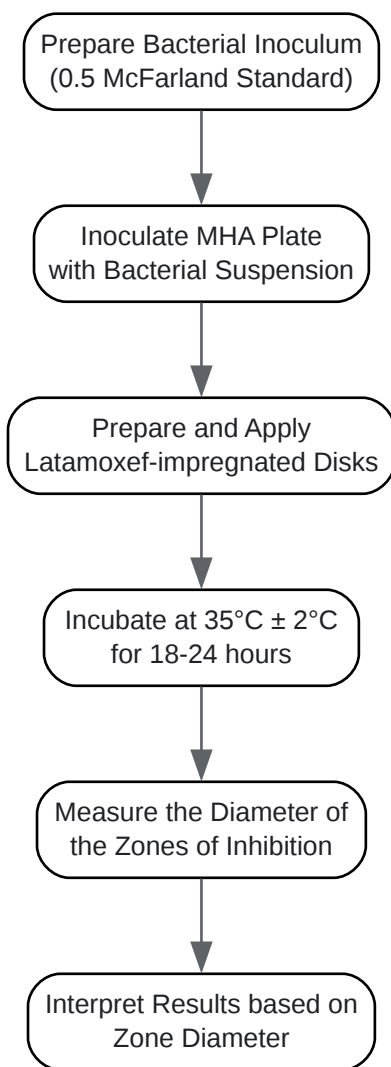 Prepare Bacterial Inoculum
(0.5 McFarland Standard)
Inoculate MHA Plate
with Bacterial Suspension
Prepare and Apply
Latamoxef-impregnated Disks
Incubate at 35°C ± 2°C
for 18-24 hours
Measure the Diameter of
the Zones of Inhibition
Interpret Results based on
Zone Diameter